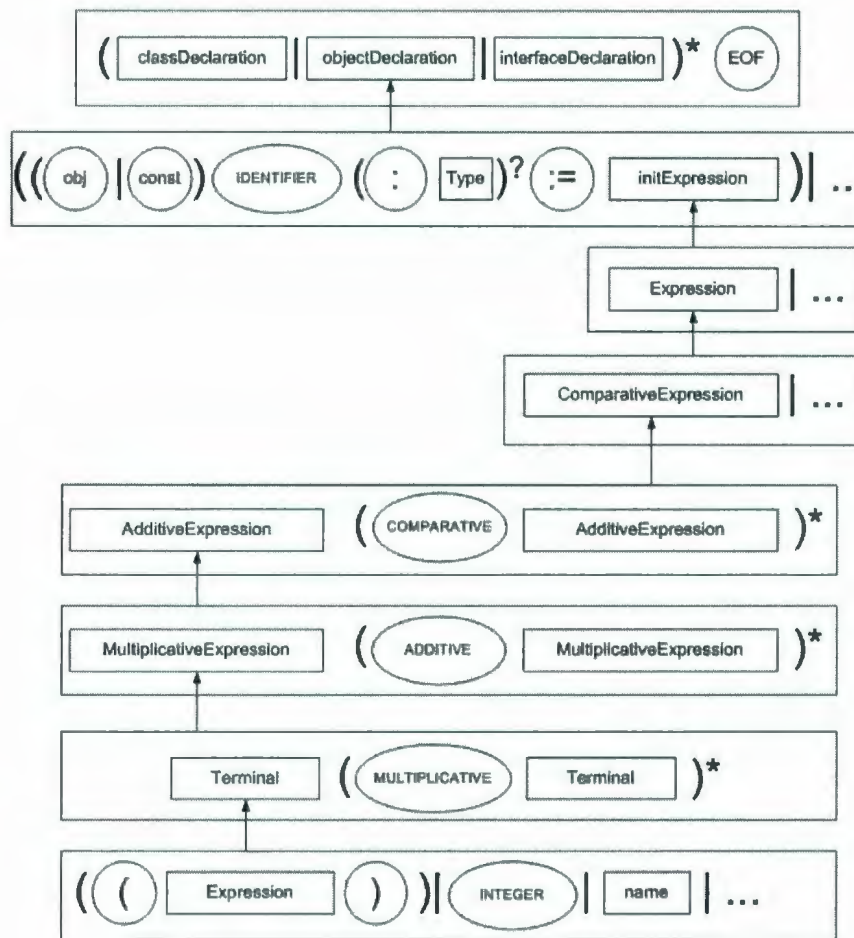 ( classDeclaration | objectDeclaration | interfaceDeclaration )* EOF
(( obj | const ) IDENTIFIER ( : Type )? := initExpression )| ...
Expression | ...
ComparativeExpression | ...
AdditiveExpression ( COMPARATIVE AdditiveExpression )*
MultiplicativeExpression ( ADDITIVE MultiplicativeExpression )*
Terminal ( MULTIPLICATIVE Terminal )*
( ( Expression ) )| INTEGER | name | ...